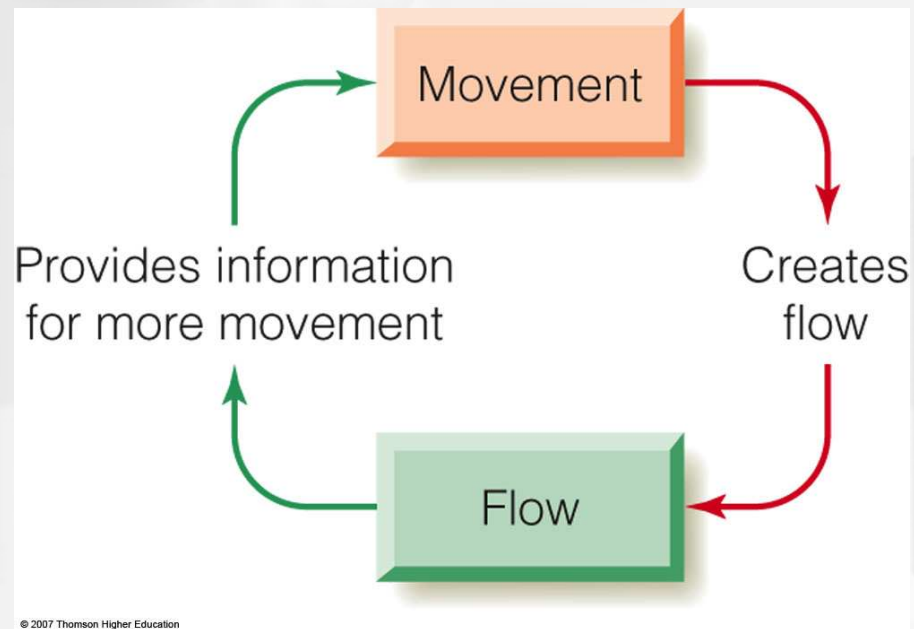 Movement
Provides information
for more movement
Creates
flow
Flow
© 2007 Thomson Higher Education